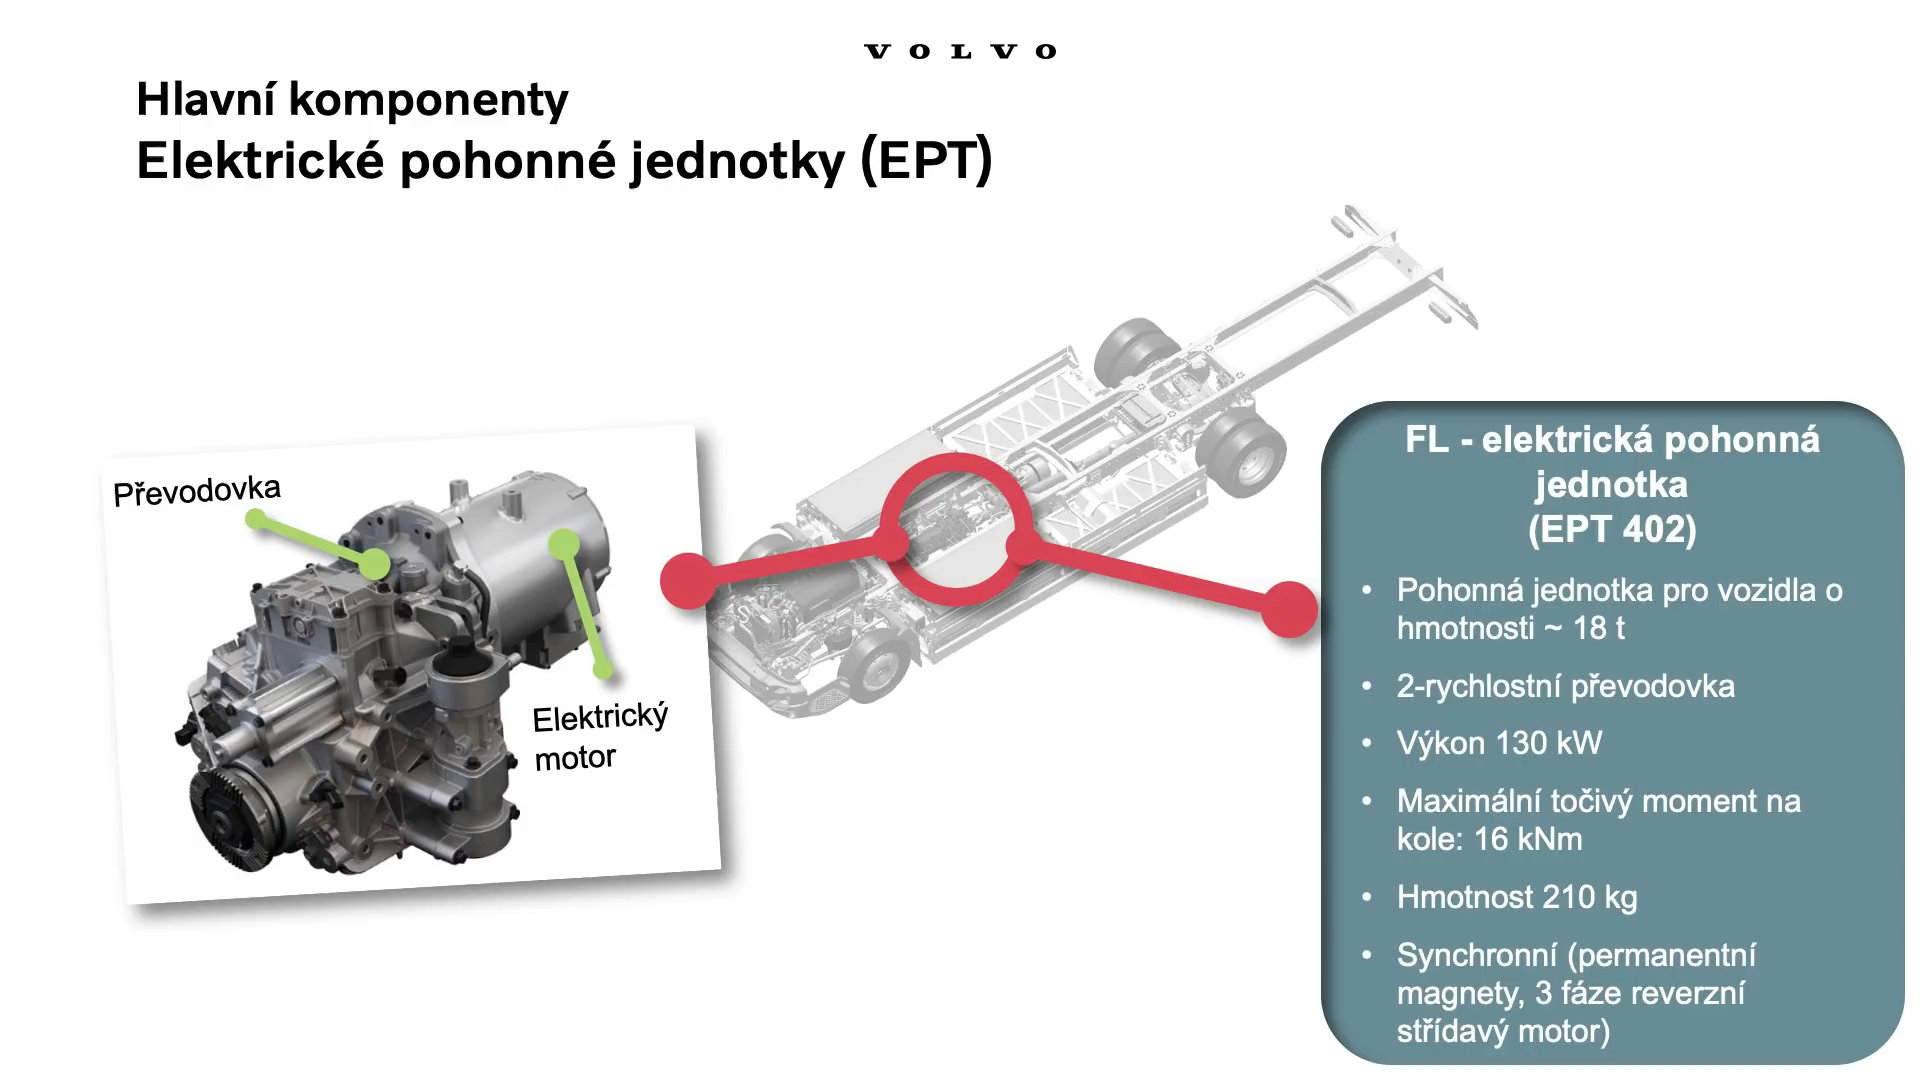 VOLVO
Hlavní komponenty
Elektrické pohonné jednotky (EPT)
Převodovka
Elektrický
motor
FL - elektrická pohonná
jednotka
(EPT 402)
• Pohonná jednotka pro vozidla o
hmotnosti ~ 18 t
• 2-rychlostní převodovka
• Výkon 130 kW
• Maximální točivý moment na
kole: 16 kNm
• Hmotnost 210 kg
• Synchronní (permanentní
magnety, 3 fáze reverzní
střídavý motor)